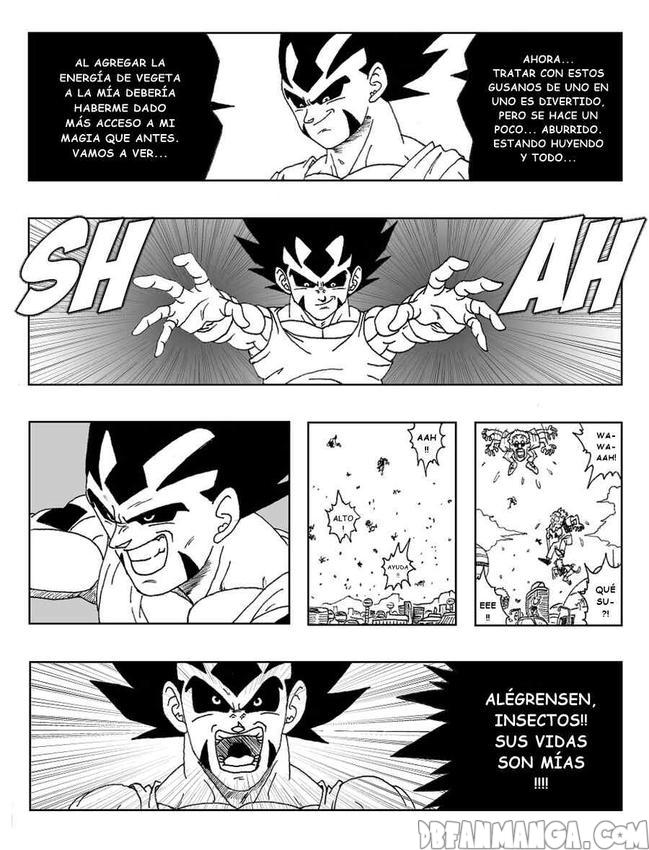 AL AGREGAR LA
ENERGÍA DE VEGETA
A LA MÍA DEBERÍA
HABERME DADO
MÁS ACCESO A MI
MAGIA QUE ANTES.
VAMOS A VER...
AHORA...
TRATAR CON ESTOS
GUSANOS DE UNO EN
UNO ES DIVERTIDO,
PERO SE HACE UN
POCO... ABURRIDO.
ESTANDO HUYENDO
Y TODO...
SH
AH
AAH
!!
ALTO
!
AYUDA
!!
WA-
WA-
AAH!
EEE
!!
QUÉ
SU-
?!
ALÉGRENSEN,
INSECTOS!!
SUS VIDAS
SON MÍAS
!!!!
DBFANMANGA.COM